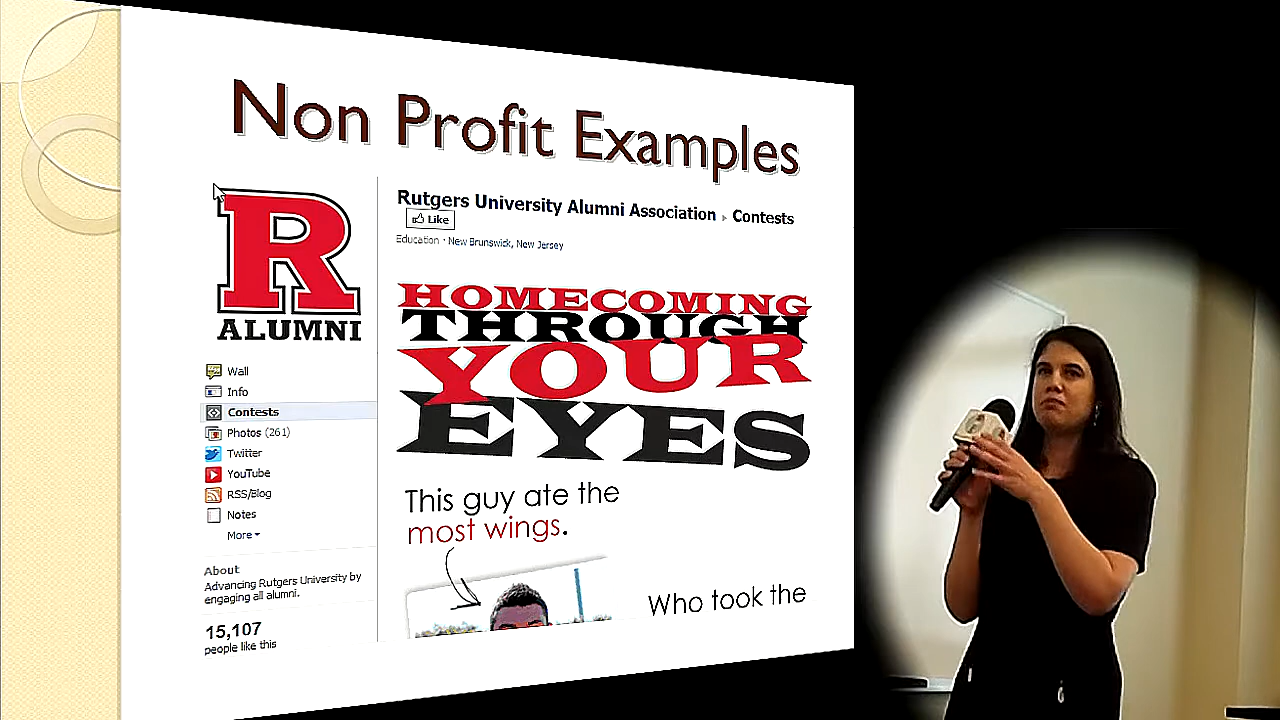 Non Profit Examples
R
ALUMNI
Rutgers University Alumni Association ▸ Contests
Like
Education · New Brunswick, New Jersey
HOMECOMING
THROUGH
YOUR
EYES
Wall
Info
Contests
Photos (261)
Twitter
YouTube
RSS/Blog
Notes
More
About
Advancing Rutgers University by
engaging all alumni.
15,107
people like this
This guy ate the
most wings.
Who took the